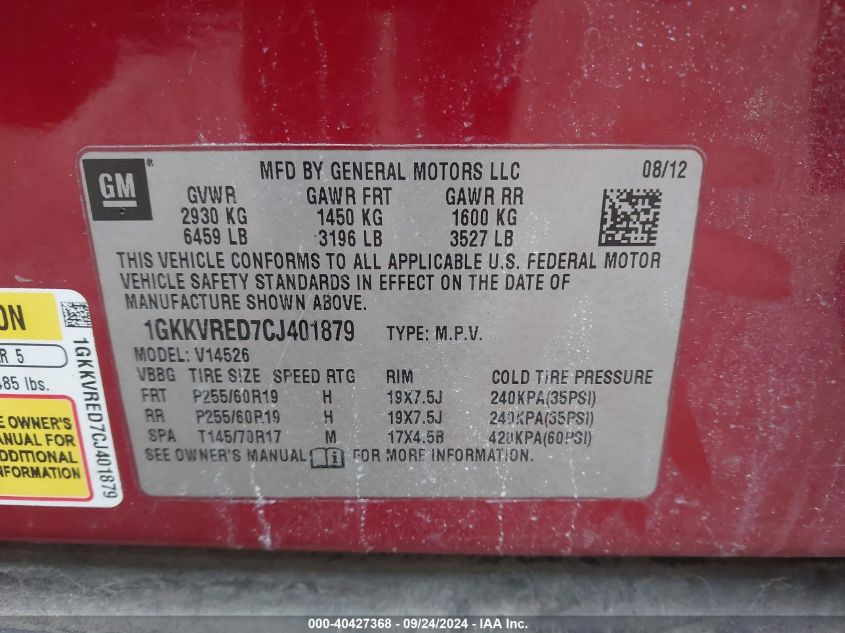 GM
MFD BY GENERAL MOTORS LLC 08/12
GVWR GAWR FRT GAWR RR
2930 KG 1450 KG 1600 KG
6459 LB 3196 LB 3527 LB
THIS VEHICLE CONFORMS TO ALL APPLICABLE U.S. FEDERAL MOTOR
VEHICLE SAFETY STANDARDS IN EFFECT ON THE DATE OF
MANUFACTURE SHOWN ABOVE.
1GKKVRED7CJ401879 TYPE: M.P.V.
MODEL: V14526
VBBG TIRE SIZE SPEED RTG RIM COLD TIRE PRESSURE
FRT P255/60R19 H 19X7.5J 240KPA(35PSI)
RR P255/60R19 H 19X7.5J 240KPA(35PSI)
SPA T145/70R17 M 17X4.5B 420KPA(60PSI)
SEE OWNER'S MANUAL i FOR MORE INFORMATION.
ON
R 5
485 lbs.
E OWNER'S
ANUAL FOR
DDITIONAL
FORMATION
1GKKVRED7CJ401879
000-40427368 - 09/24/2024 - IAA Inc.